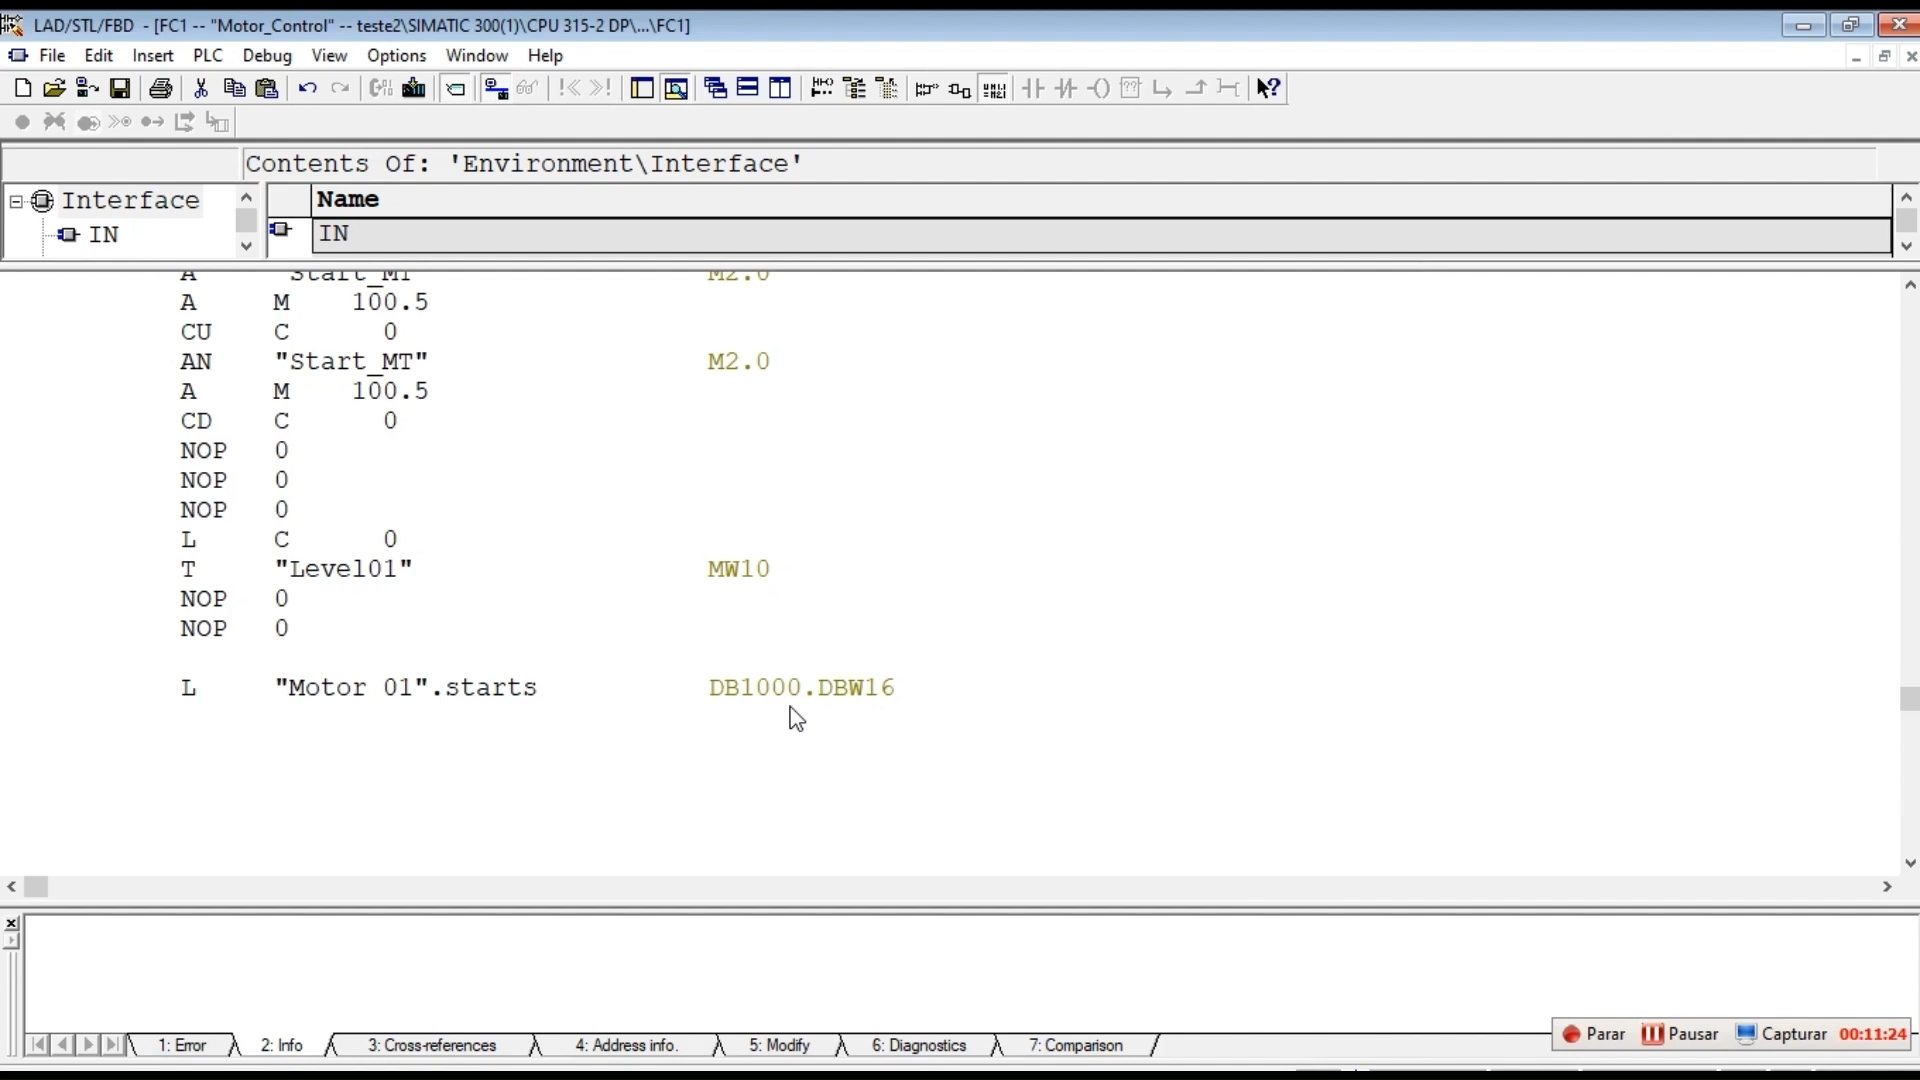 LAD/STL/FBD - [FC1 -- "Motor_Control" -- teste2\SIMATIC 300(1)\CPU 315-2 DP\...\FC1]
File Edit Insert PLC Debug View Options Window Help
Contents Of: 'Environment\Interface'
Interface
IN
Name
IN
A "Start_MT" M2.0
A M 100.5
CU C 0
AN "Start_MT" M2.0
A M 100.5
CD C 0
NOP 0
NOP 0
NOP 0
L C 0
T "Level01" MW10
NOP 0
NOP 0
L "Motor 01".starts DB1000.DBW16
1: Error 2: Info 3: Cross-references 4: Address info. 5: Modify 6: Diagnostics 7: Comparison
Parar Pausar Capturar 00:11:24